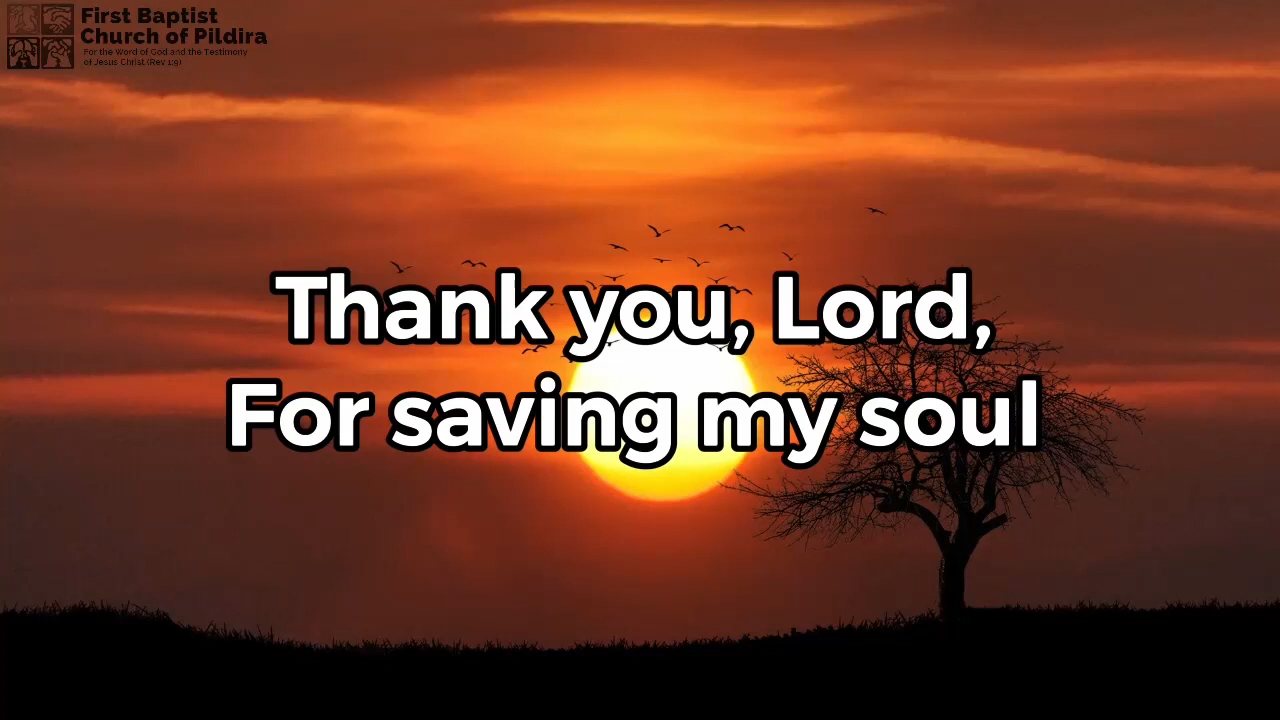 First Baptist
Church of Pildira
For the Word of God and the Testimony
of Jesus Christ (Rev 1:9)
Thank you, Lord,
For saving my soul